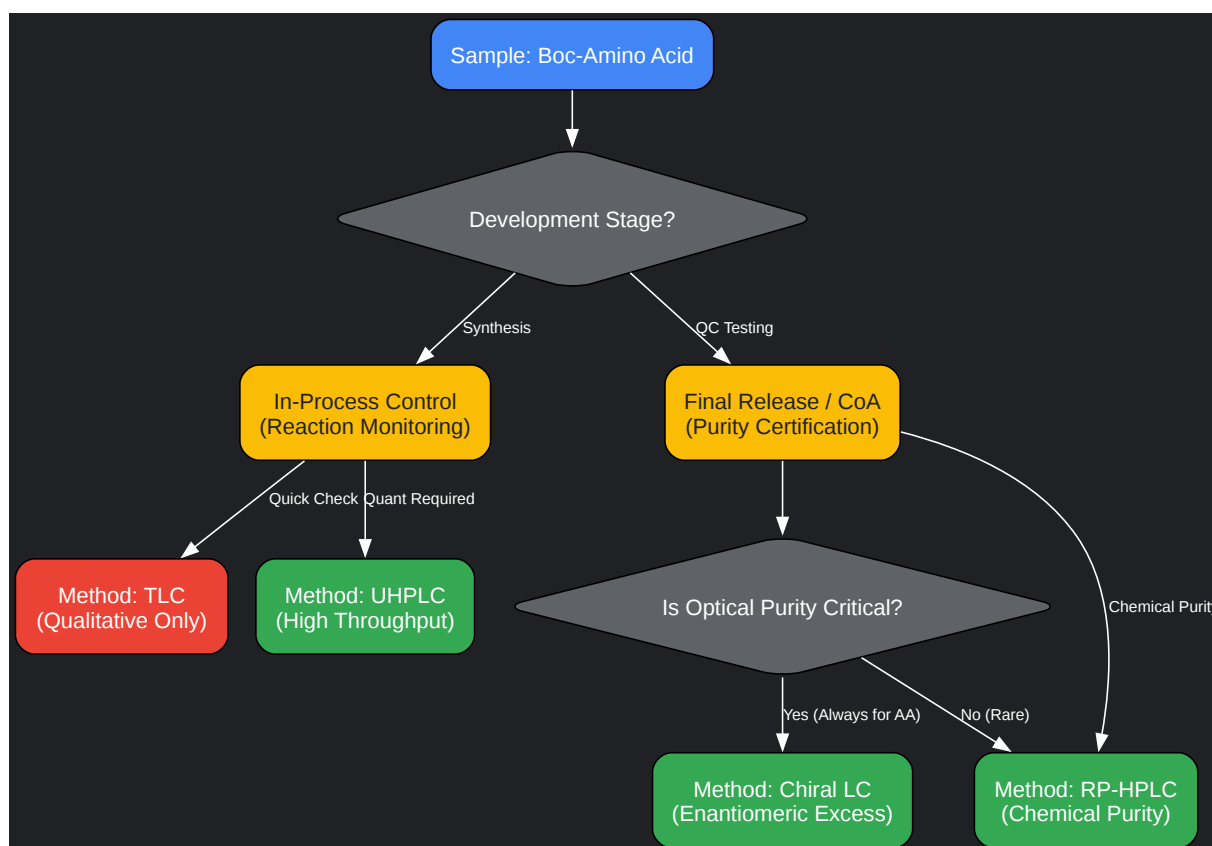 Sample: Boc-Amino Acid
Development Stage?
Synthesis
QC Testing
In-Process Control
(Reaction Monitoring)
Final Release / CoA
(Purity Certification)
Quick Check
Quant Required
Method: TLC
(Qualitative Only)
Method: UHPLC
(High Throughput)
Is Optical Purity Critical?
Chemical Purity
Yes (Always for AA)
No (Rare)
Method: Chiral LC
(Enantiomeric Excess)
Method: RP-HPLC
(Chemical Purity)